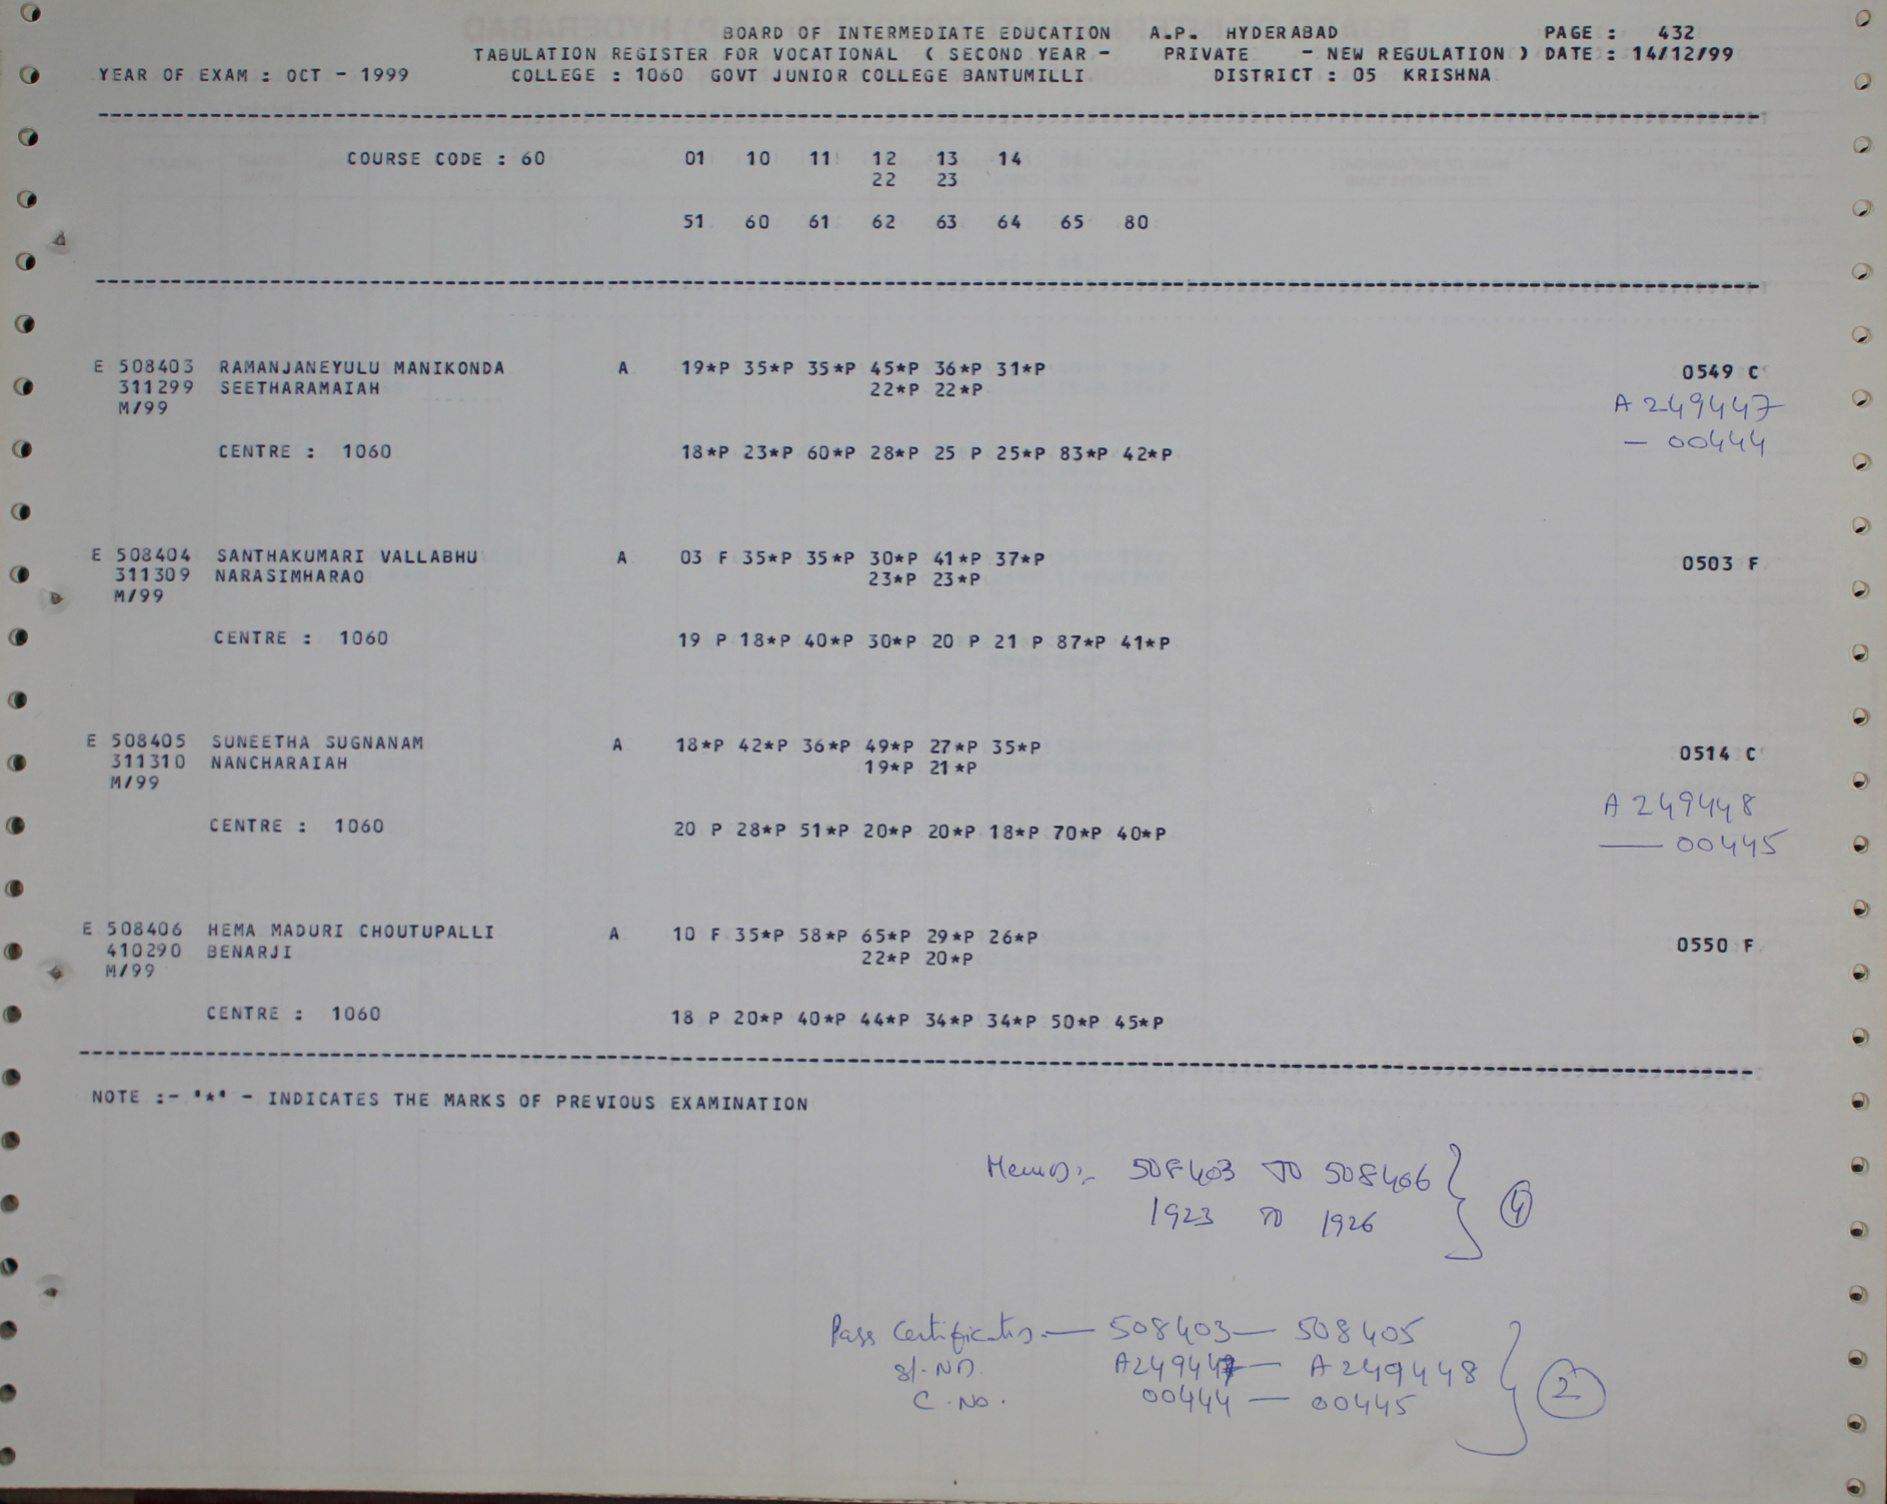 BOARD OF INTERMEDIATE EDUCATION A.P. HYDERABAD PAGE : 432
TABULATION REGISTER FOR VOCATIONAL ( SECOND YEAR - PRIVATE - NEW REGULATION ) DATE : 14/12/99
YEAR OF EXAM : OCT - 1999 COLLEGE : 1060 GOVT JUNIOR COLLEGE BANTUMILLI DISTRICT : 05 KRISHNA
COURSE CODE : 60 01 10 11 12 13 14
22 23
51 60 61 62 63 64 65 80
E 508403 RAMANJANEYULU MANIKONDA A 19*P 35*P 35*P 45*P 36*P 31*P 0549 C
311299 SEETHARAMAIAH 22*P 22*P
M/99 A 249447
CENTRE : 1060 18*P 23*P 60*P 28*P 25 P 25*P 83*P 42*P — 00444
E 508404 SANTHAKUMARI VALLABHU A 03 F 35*P 35*P 30*P 41*P 37*P 0503 F
311309 NARASIMHARAO 23*P 23*P
M/99
CENTRE : 1060 19 P 18*P 40*P 30*P 20 P 21 P 87*P 41*P
E 508405 SUNEETHA SUGNANAM A 18*P 42*P 36*P 49*P 27*P 35*P 0514 C
311310 NANCHARAIAH 19*P 21*P
M/99 A 249448
CENTRE : 1060 20 P 28*P 51*P 20*P 20*P 18*P 70*P 40*P — 00445
E 508406 HEMA MADURI CHOUTUPALLI A 10 F 35*P 58*P 65*P 29*P 26*P 0550 F
410290 BENARJI 22*P 20*P
M/99
CENTRE : 1060 18 P 20*P 40*P 44*P 34*P 34*P 50*P 45*P
NOTE :- '*' - INDICATES THE MARKS OF PREVIOUS EXAMINATION
Memos:- 508403 TO 508406
1923 TO 1926 4
Pass Certificates.— 508403 — 508405
Sl. NO. A249447 — A249448
C.No. 00444 — 00445 2